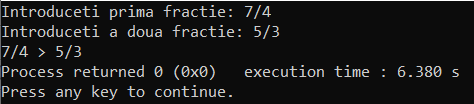 Introduceti prima fractie: 7/4
Introduceti a doua fractie: 5/3
7/4 > 5/3
Process returned 0 (0x0)   execution time : 6.380 s
Press any key to continue.